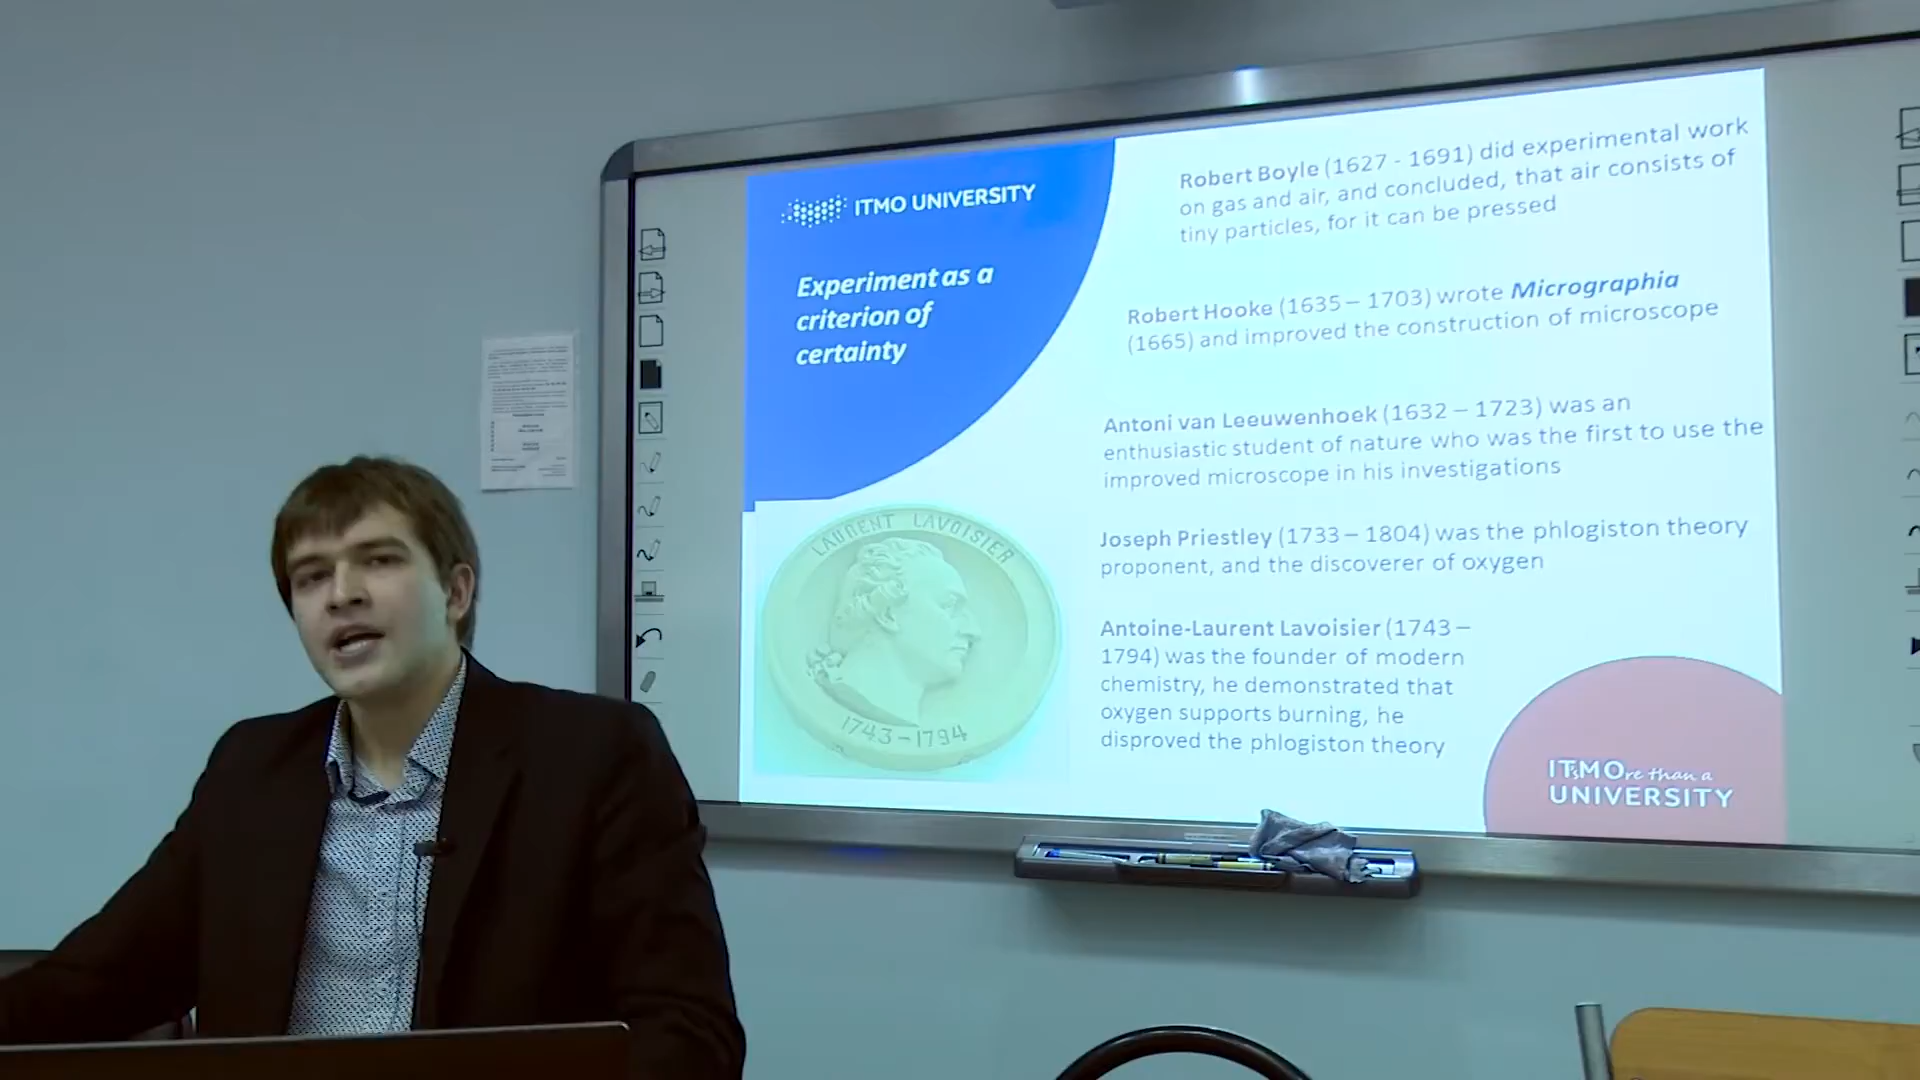 ITMO UNIVERSITY
Experiment as a
criterion of
certainty
Robert Boyle (1627 - 1691) did experimental work
on gas and air, and concluded, that air consists of
tiny particles, for it can be pressed
Robert Hooke (1635 – 1703) wrote Micrographia
(1665) and improved the construction of microscope
Antoni van Leeuwenhoek (1632 – 1723) was an
enthusiastic student of nature who was the first to use the
improved microscope in his investigations
Joseph Priestley (1733 – 1804) was the phlogiston theory
proponent, and the discoverer of oxygen
Antoine-Laurent Lavoisier (1743 –
1794) was the founder of modern
chemistry, he demonstrated that
oxygen supports burning, he
disproved the phlogiston theory
LAURENT LAVOISIER
1743-1794
ITsMOre than a
UNIVERSITY